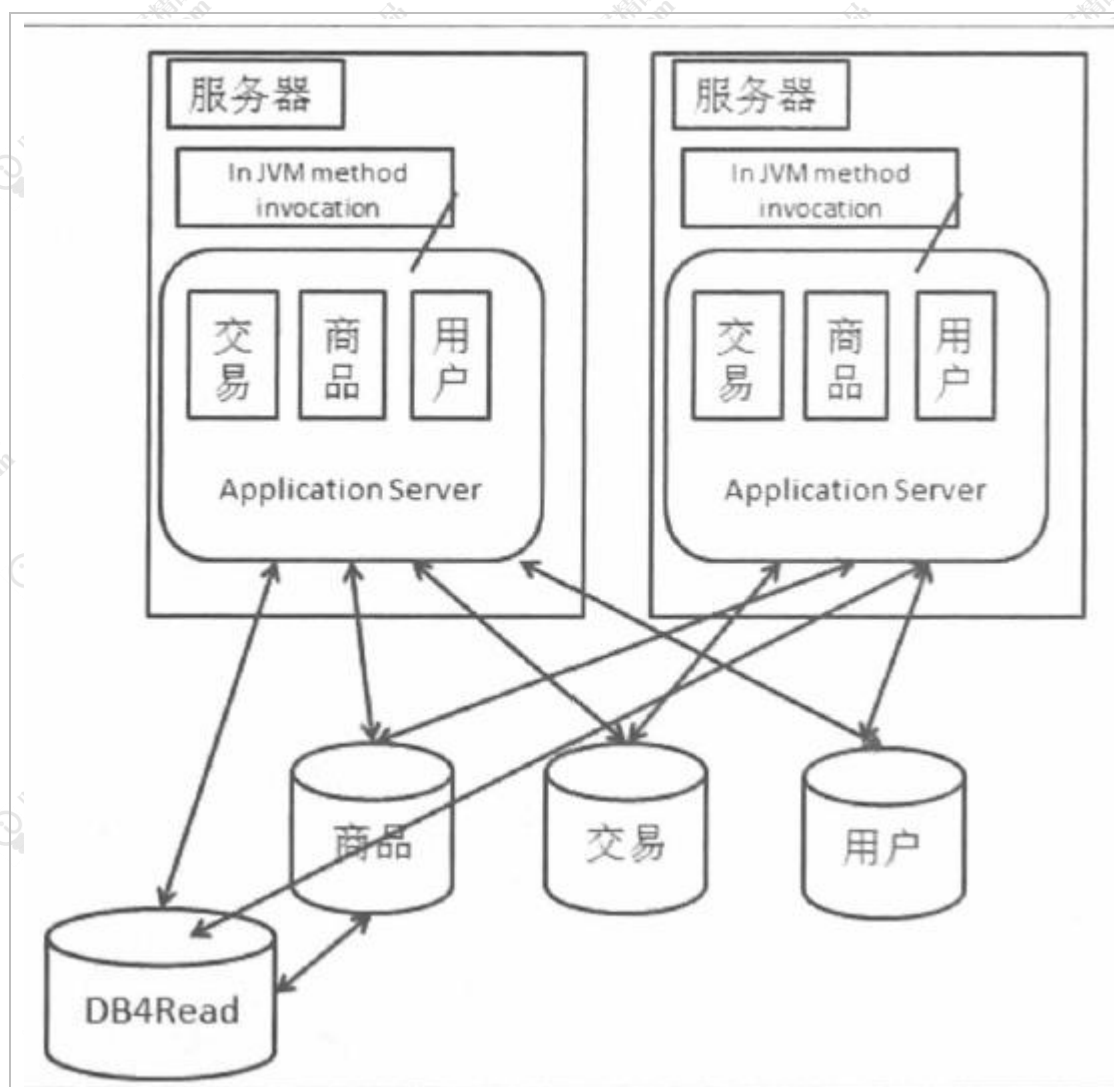 服务器
In JVM method
invocation
交易
商品
用户
Application Server
服务器
In JVM method
invocation
交易
商品
用户
Application Server
商品
交易
用户
DB4Read